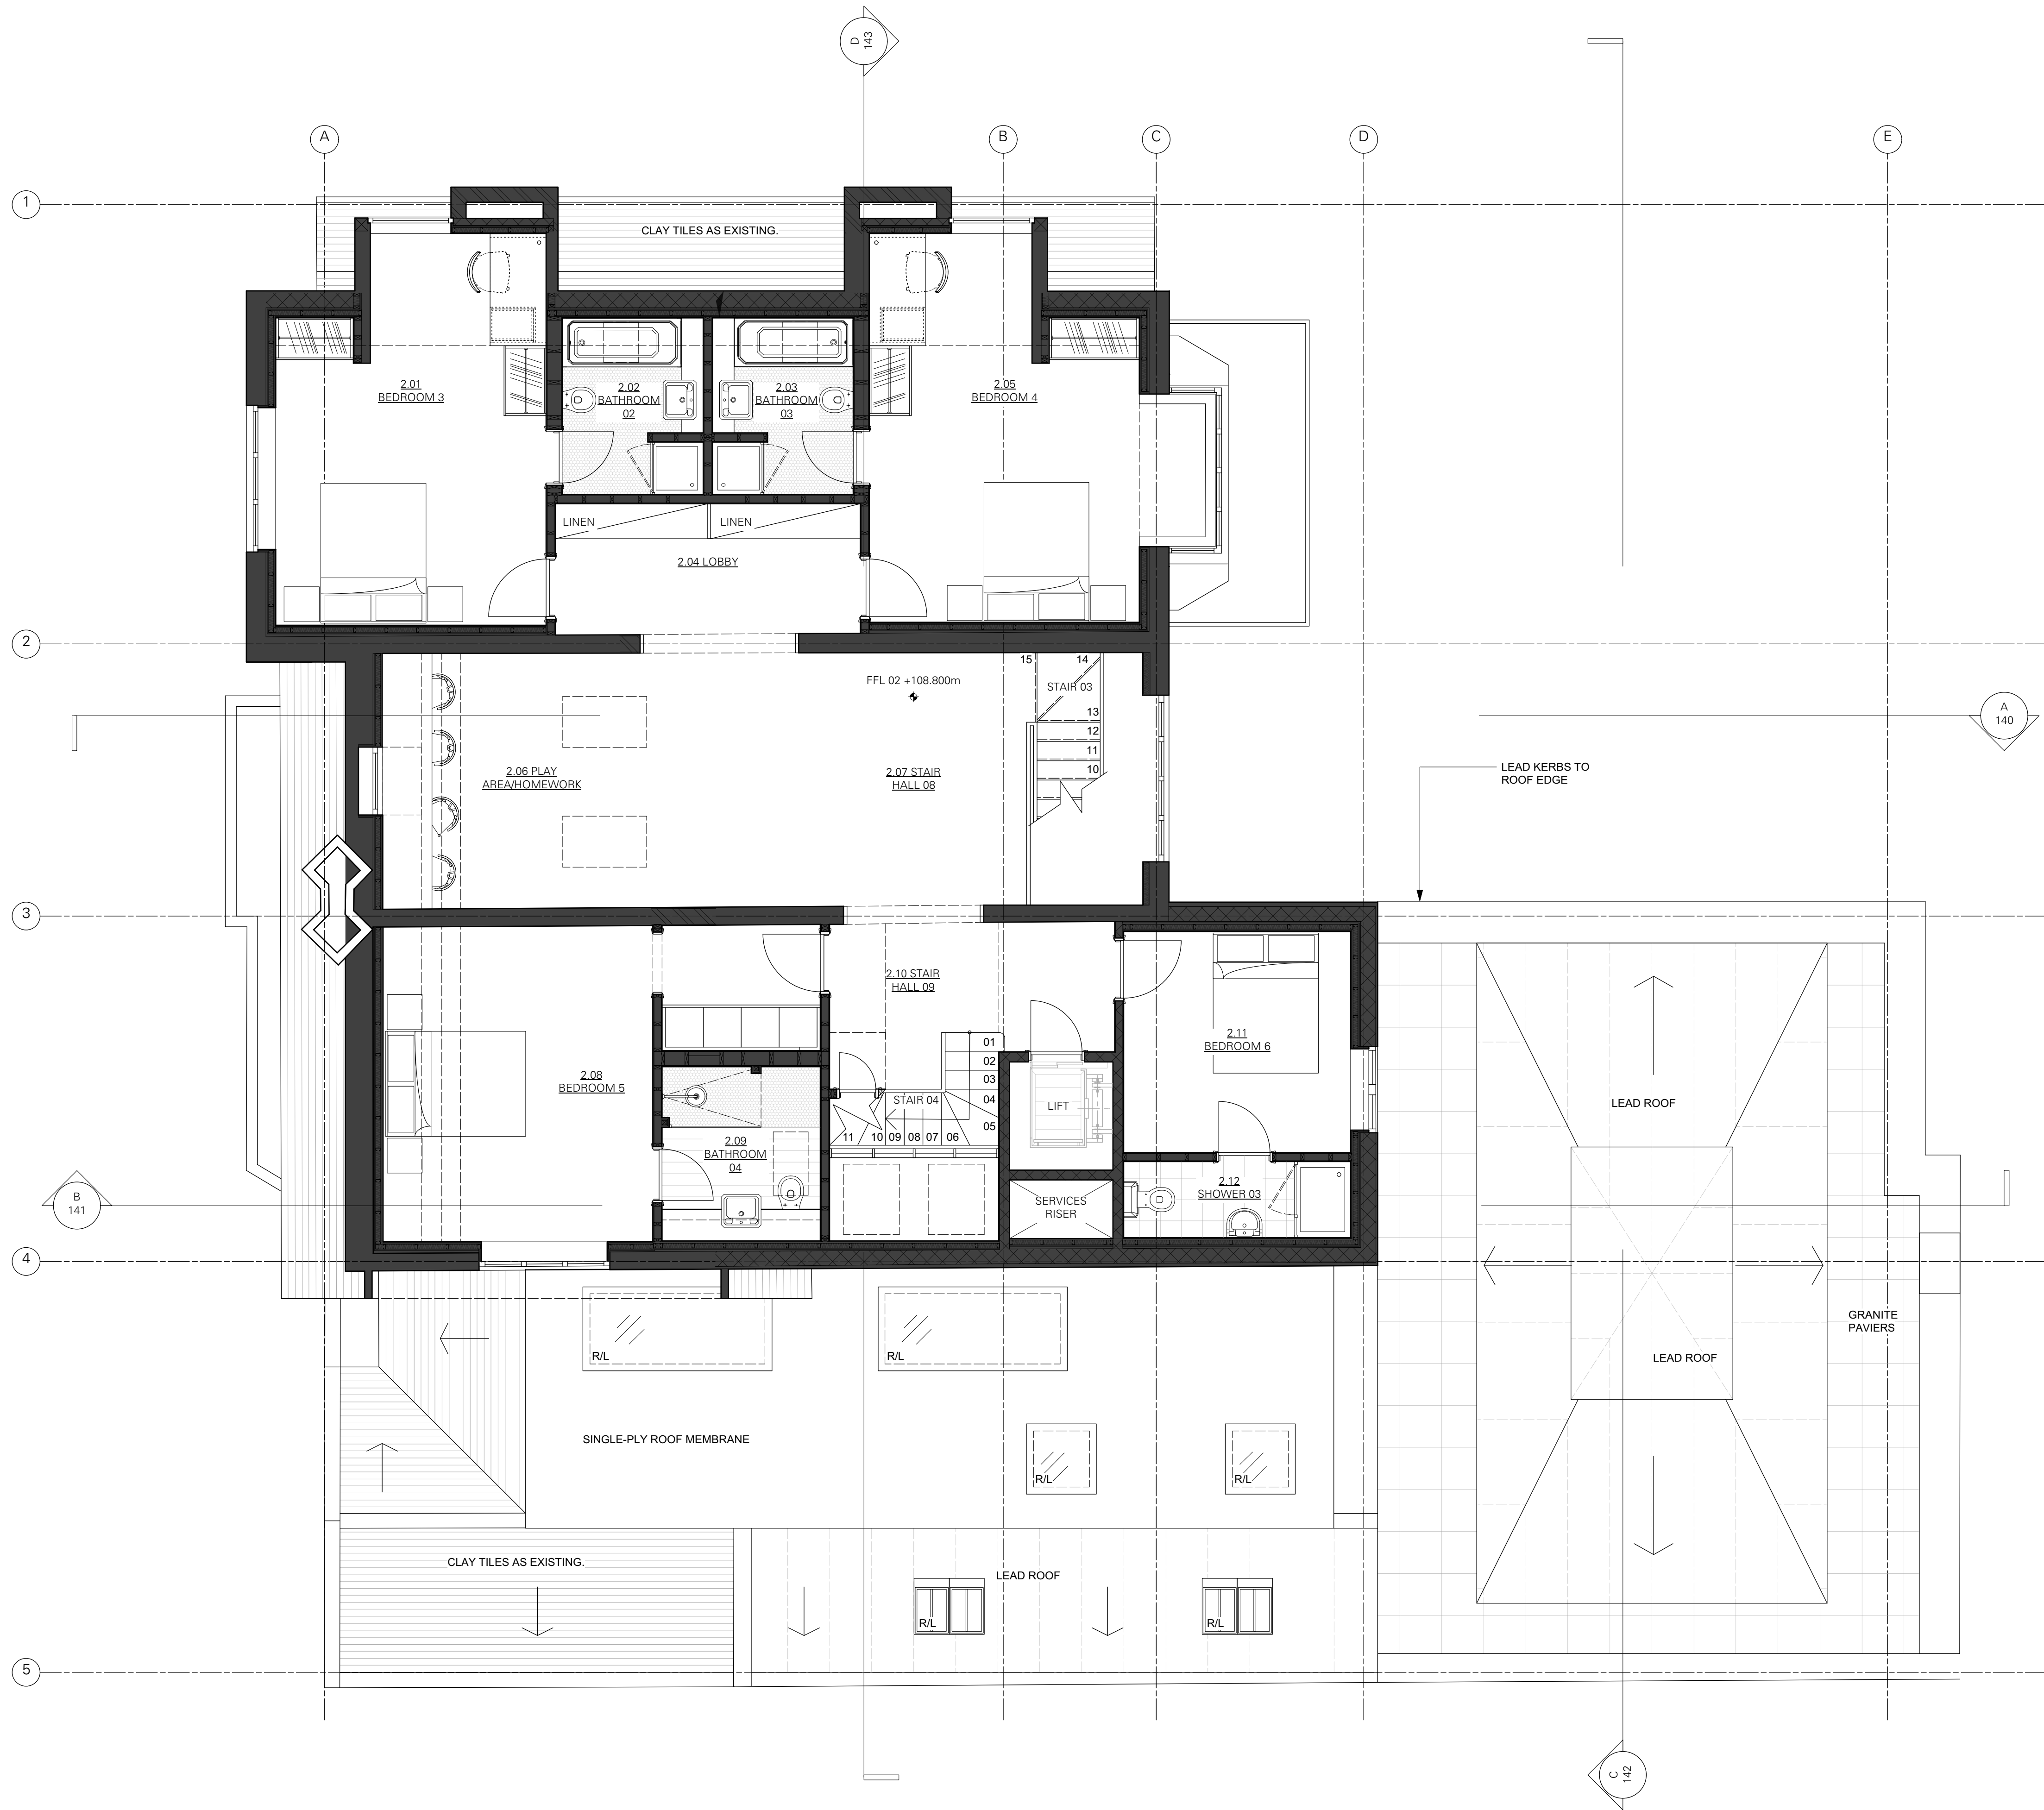 D
143
A
B
C
D
E
1
CLAY TILES AS EXISTING.
2.01
BEDROOM 3
2.02
BATHROOM
02
2.03
BATHROOM
03
2.05
BEDROOM 4
LINEN
LINEN
2.04 LOBBY
2
15
14
STAIR 03
13
12
11
10
FFL 02 +108.800m
A
140
2.06 PLAY
AREA/HOMEWORK
2.07 STAIR
HALL 08
LEAD KERBS TO
ROOF EDGE
3
2.10 STAIR
HALL 09
01
02
03
04
05
STAIR 04
11
10
09
08
07
06
2.11
BEDROOM 6
2.08
BEDROOM 5
LIFT
LEAD ROOF
2.09
BATHROOM
04
2.12
SHOWER 03
SERVICES
RISER
B
141
4
GRANITE
PAVIERS
R/L
R/L
LEAD ROOF
SINGLE-PLY ROOF MEMBRANE
R/L
R/L
CLAY TILES AS EXISTING.
LEAD ROOF
R/L
R/L
5
C
142